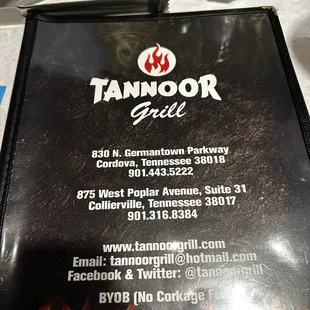 TANNOOR
Grill
830 N. Germantown Parkway
Cordova, Tennessee 38018
901.443.5222
875 West Poplar Avenue, Suite 31
Collierville, Tennessee 38017
901.316.8384
www.tannoorgrill.com
Email: tannoorgrill@hotmail.com
Facebook & Twitter: @tannoorgrill
BYOB (No Corkage